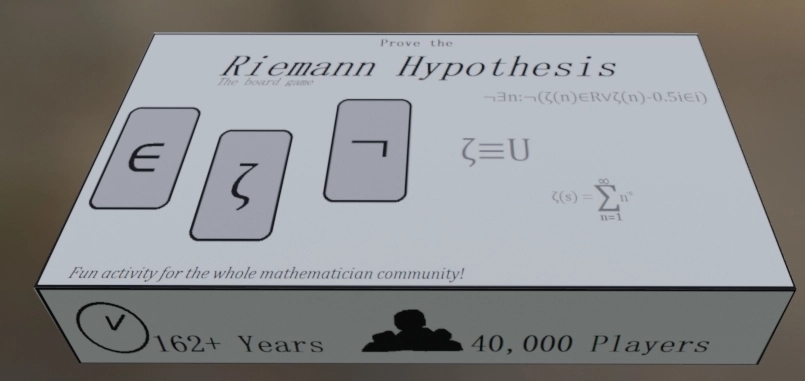 Prove the
Riemann Hypothesis
The board game
¬∃n:¬(ζ(n)∈R∨ζ(n)-0.5i∈i)
∈
ζ
¬
ζ≡U
ζ(s) = ∞ ∑ n=1 n
Fun activity for the whole mathematician community!
162+ Years
40,000 Players